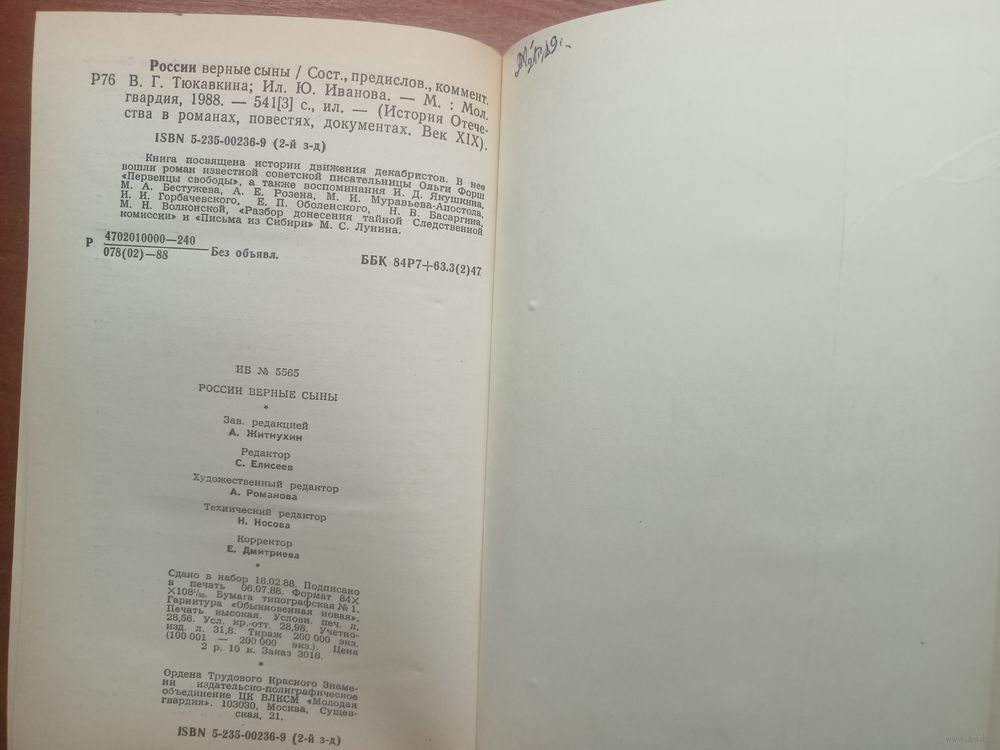 России верные сыны / Сост., предислов., коммент.
Р76 В. Г. Тюкавкина; Ил. Ю. Иванова. — М. : Мол.
гвардия, 1988. — 541[3] с., ил. — (История Отече-
ства в романах, повестях, документах. Век XIX).
ISBN 5-235-00236-9 (2-й з-д)
Книга посвящена истории движения декабристов. В нее
вошли роман известной советской писательницы Ольги Форш
«Первенцы свободы», а также воспоминания И. Д. Якушкина,
М. А. Бестужева, А. Е. Розена, М. И. Муравьева-Апостола,
И. И. Горбачевского, Е. П. Оболенского, Н. В. Басаргина,
М. Н. Волконской, «Разбор донесения тайной Следственной
комиссии» и «Письма из Сибири» М. С. Лунина.
Р 4702010000—240
078(02)—88 Без объявл.
ББК 84Р7+63.3(2)47
ИБ № 5565
РОССИИ ВЕРНЫЕ СЫНЫ
*
Зав. редакцией
А. Житнухин
Редактор
С. Елисеев
Художественный редактор
А. Романова
Технический редактор
Н. Носова
Корректор
Е. Дмитриева
*
Сдано в набор 18.02.88. Подписано
в печать 06.07.88. Формат 84×
×108¹/₃₂. Бумага типографская № 1.
Гарнитура «Обыкновенная новая».
Печать высокая. Условн. печ. л.
28,56. Усл. кр.-отт. 28,98. Учетно-
изд. л. 31,8. Тираж 200 000 экз.
(100 001 — 200 000 экз.). Цена
2 р. 10 к. Заказ 3016.
*
Ордена Трудового Красного Знаме-
ни издательско-полиграфическое
объединение ЦК ВЛКСМ «Молодая
гвардия». 103030, Москва, Сущев-
ская, 21.
ISBN 5-235-00236-9 (2-й з-д)